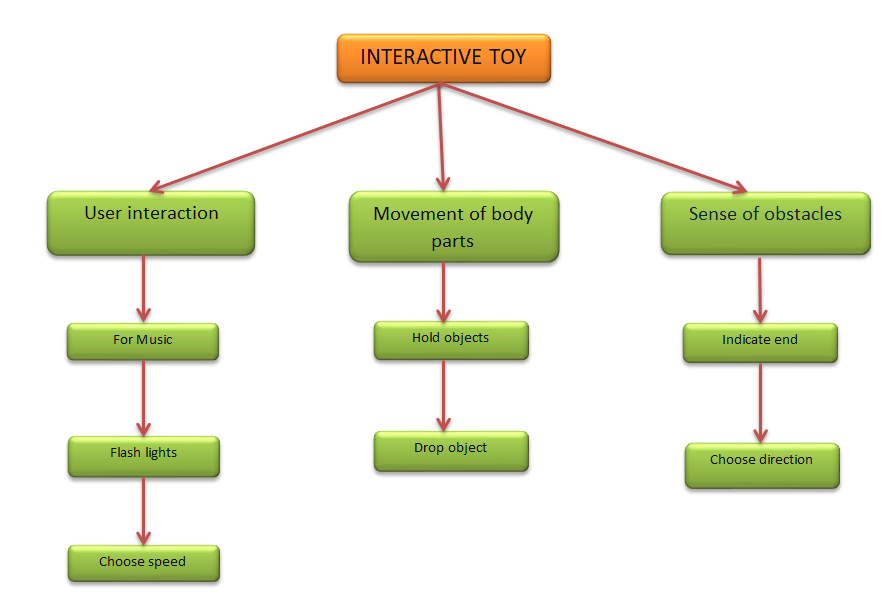 INTERACTIVE TOY
User interaction
Movement of body
parts
Sense of obstacles
For Music
Hold objects
Indicate end
Flash lights
Drop object
Choose direction
Choose speed